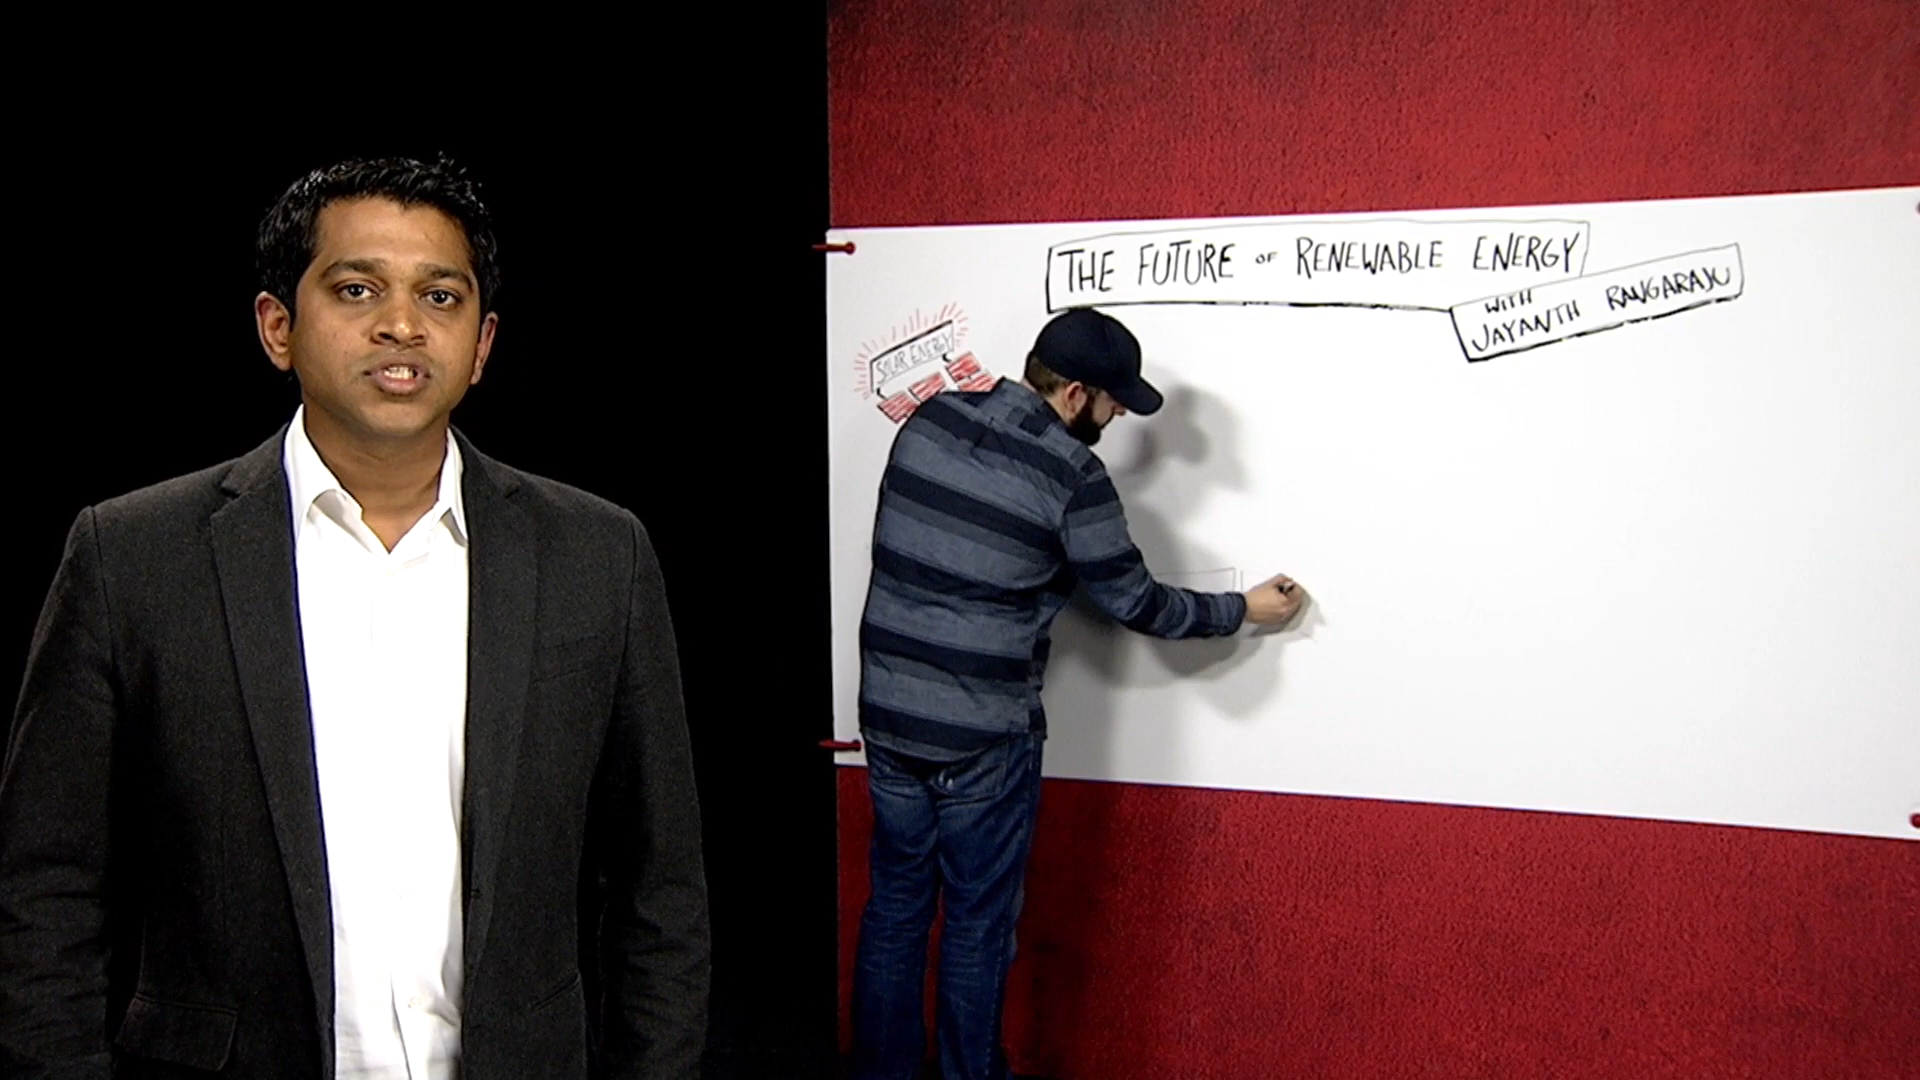 THE FUTURE OF RENEWABLE ENERGY
WITH
JAYANTH RANGARAJU
SOLAR ENERGY